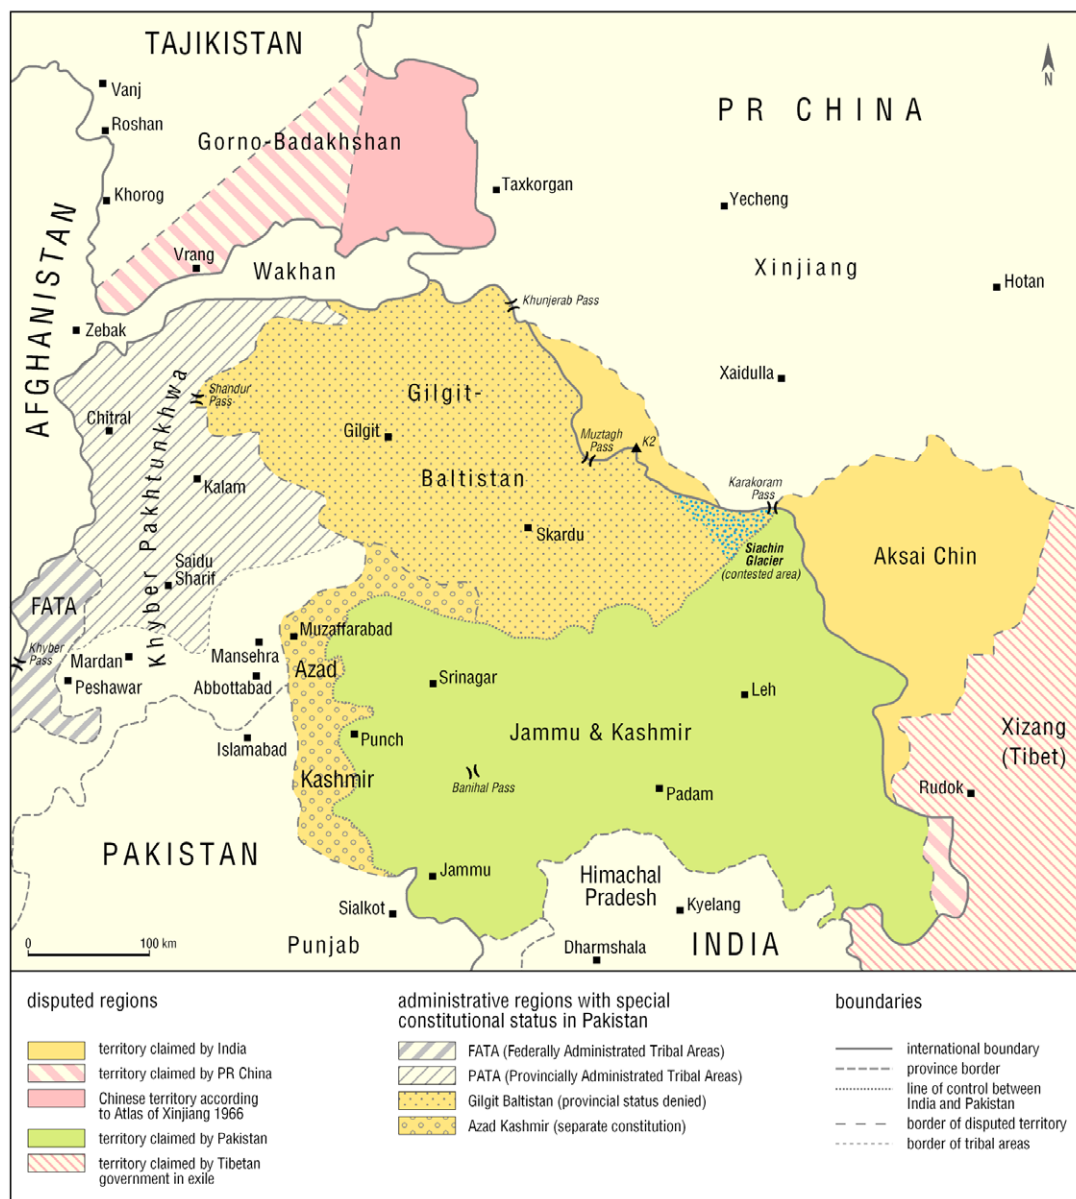 TAJIKISTAN
PR CHINA
N
Vanj
Roshan
Gorno-Badakhshan
Khorog
Taxkorgan
Yecheng
AFGHANISTAN
Vrang
Wakhan
Xinjiang
Hotan
Khunjerab Pass
Zebak
Xaidulla
Shandur
Pass
Gilgit-
Chitral
Khyber Pakhtunkhwa
Gilgit
Muztagh
Pass
K2
Baltistan
Kalam
Karakoram
Pass
Skardu
Siachin
Glacier
(contested area)
Aksai Chin
Saidu
Sharif
FATA
Khyber
Pass
Muzaffarabad
Mardan
Mansehra
Azad
Peshawar
Abbottabad
Srinagar
Leh
Xizang
(Tibet)
Islamabad
Punch
Jammu & Kashmir
Kashmir
Banihal Pass
Padam
Rudok
PAKISTAN
Jammu
Himachal
Pradesh
Sialkot
Kyelang
Punjab
Dharmshala
INDIA
0 100 km
disputed regions
territory claimed by India
territory claimed by PR China
Chinese territory according
to Atlas of Xinjiang 1966
territory claimed by Pakistan
territory claimed by Tibetan
government in exile
administrative regions with special
constitutional status in Pakistan
FATA (Federally Administrated Tribal Areas)
PATA (Provincially Administrated Tribal Areas)
Gilgit Baltistan (provincial status denied)
Azad Kashmir (separate constitution)
boundaries
international boundary
province border
line of control between
India and Pakistan
border of disputed territory
border of tribal areas